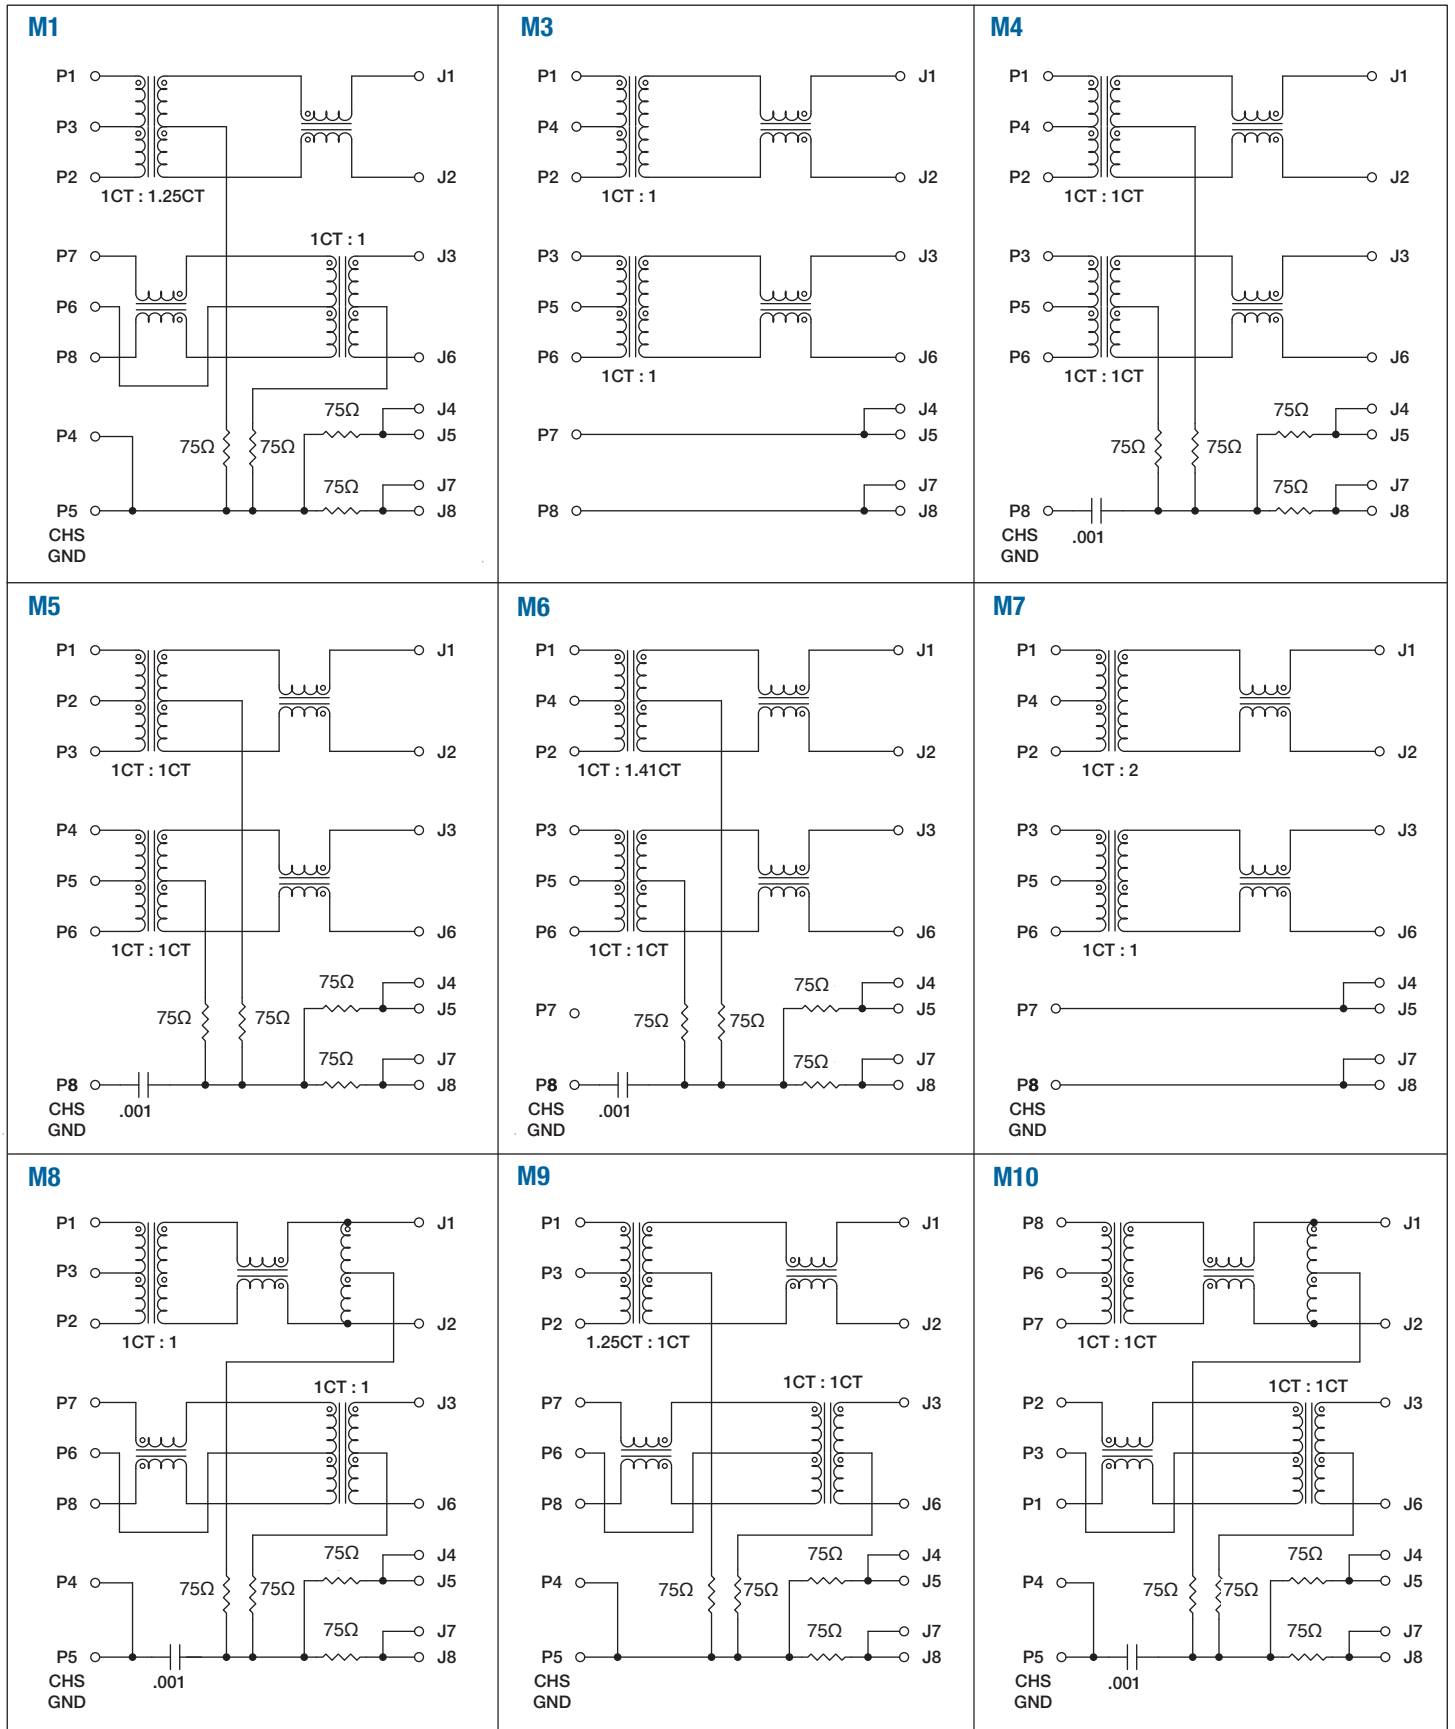 M1
P1 J1
P3
P2 J2
1CT : 1.25CT
1CT : 1
P7 J3
P6
P8 J6
75Ω J4
P4 75Ω 75Ω J5
75Ω J7
P5 J8
CHS
GND
M3
P1 J1
P4
P2 J2
1CT : 1
P3 J3
P5
P6 J6
1CT : 1
J4
P7 J5
J7
P8 J8
M4
P1 J1
P4
P2 J2
1CT : 1CT
P3 J3
P5
P6 J6
1CT : 1CT
75Ω J4
75Ω 75Ω J5
75Ω J7
P8 J8
CHS .001
GND
M5
P1 J1
P2
P3 J2
1CT : 1CT
P4 J3
P5
P6 J6
1CT : 1CT
75Ω J4
75Ω 75Ω J5
75Ω J7
P8 J8
CHS .001
GND
M6
P1 J1
P4
P2 J2
1CT : 1.41CT
P3 J3
P5
P6 J6
1CT : 1CT
75Ω J4
P7 75Ω 75Ω J5
75Ω J7
P8 J8
CHS .001
GND
M7
P1 J1
P4
P2 J2
1CT : 2
P3 J3
P5
P6 J6
1CT : 1
J4
P7 J5
J7
P8 J8
CHS
GND
M8
P1 J1
P3
P2 J2
1CT : 1
1CT : 1
P7 J3
P6
P8 J6
75Ω J4
P4 75Ω 75Ω J5
75Ω J7
P5 J8
CHS .001
GND
M9
P1 J1
P3
P2 J2
1.25CT : 1CT
1CT : 1CT
P7 J3
P6
P8 J6
75Ω J4
P4 75Ω 75Ω J5
75Ω J7
P5 J8
CHS
GND
M10
P8 J1
P6
P7 J2
1CT : 1CT
1CT : 1CT
P2 J3
P3
P1 J6
75Ω J4
P4 75Ω 75Ω J5
75Ω J7
P5 J8
CHS .001
GND